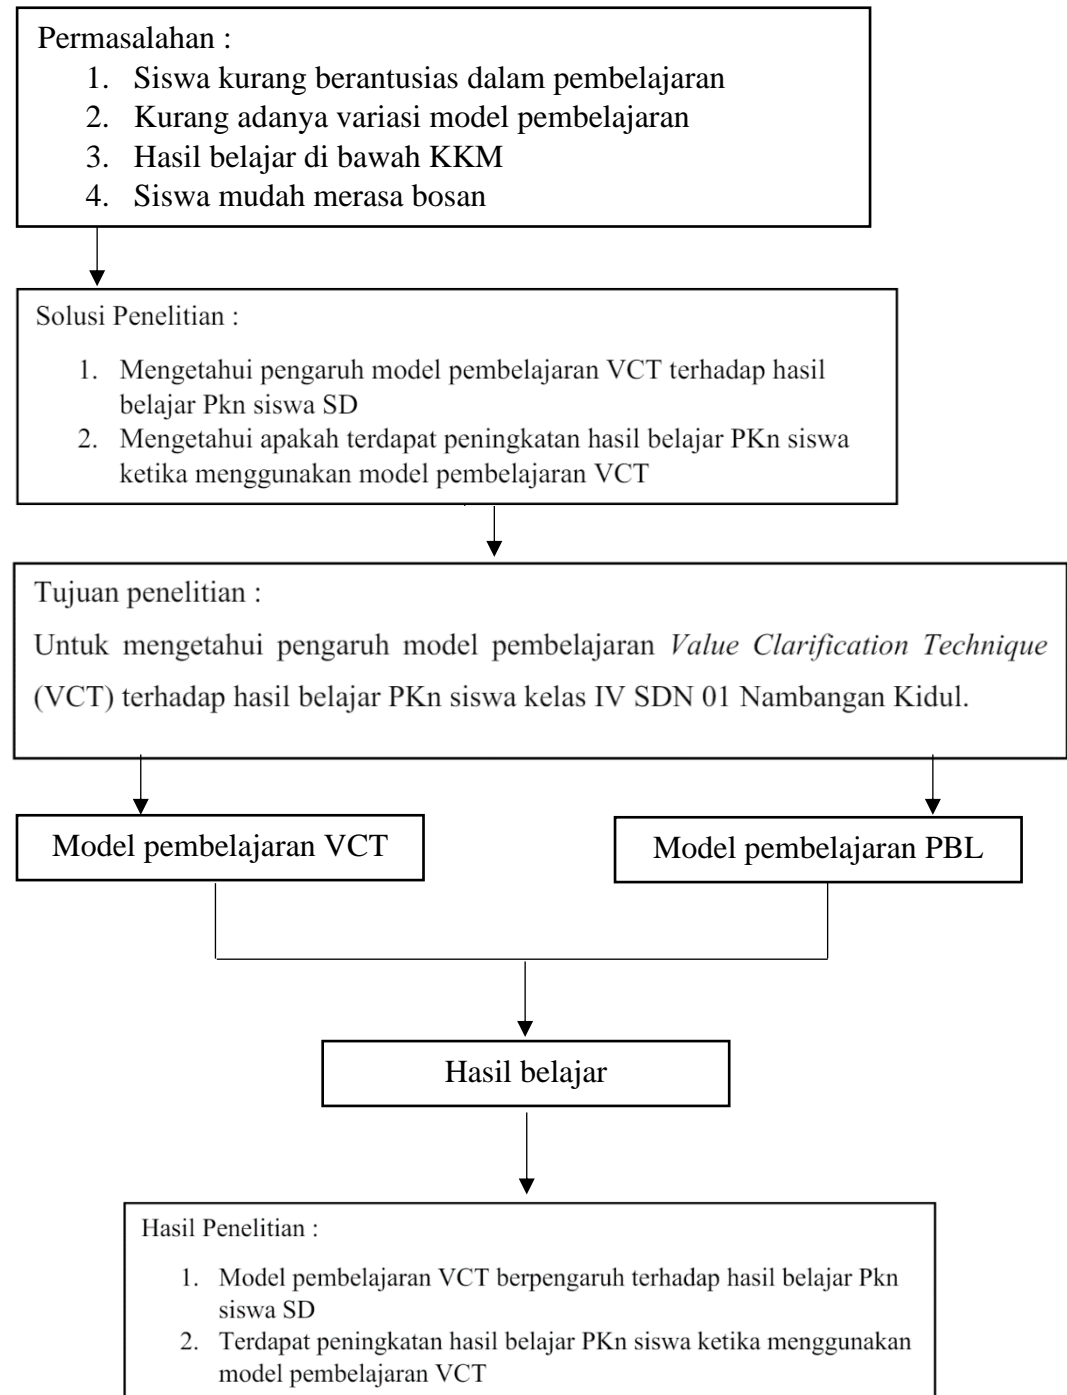 Permasalahan :
1. Siswa kurang berantusias dalam pembelajaran
2. Kurang adanya variasi model pembelajaran
3. Hasil belajar di bawah KKM
4. Siswa mudah merasa bosan
Solusi Penelitian :
1. Mengetahui pengaruh model pembelajaran VCT terhadap hasil
belajar Pkn siswa SD
2. Mengetahui apakah terdapat peningkatan hasil belajar PKn siswa
ketika menggunakan model pembelajaran VCT
Tujuan penelitian :
Untuk mengetahui pengaruh model pembelajaran Value Clarification Technique
(VCT) terhadap hasil belajar PKn siswa kelas IV SDN 01 Nambangan Kidul.
Model pembelajaran VCT
Model pembelajaran PBL
Hasil belajar
Hasil Penelitian :
1. Model pembelajaran VCT berpengaruh terhadap hasil belajar Pkn
siswa SD
2. Terdapat peningkatan hasil belajar PKn siswa ketika menggunakan
model pembelajaran VCT